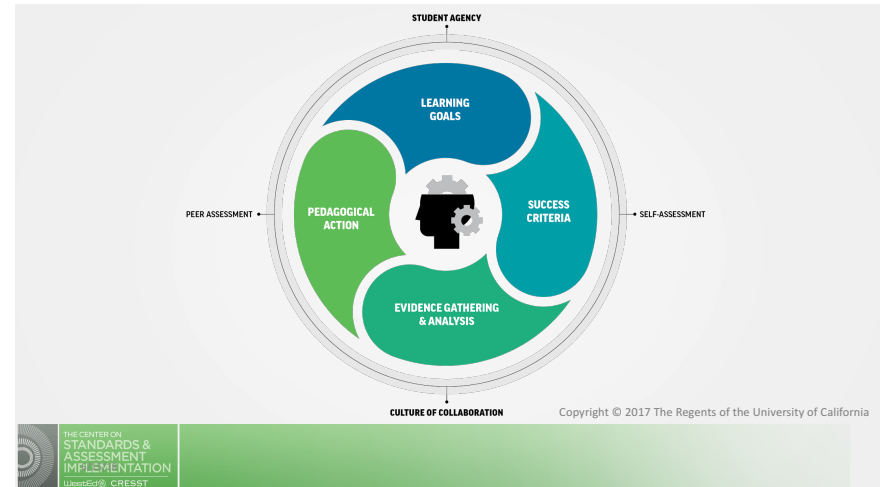 STUDENT AGENCY
LEARNING
GOALS
PEER ASSESSMENT
PEDAGOGICAL
ACTION
SUCCESS
CRITERIA
SELF-ASSESSMENT
EVIDENCE GATHERING
& ANALYSIS
CULTURE OF COLLABORATION
Copyright © 2017 The Regents of the University of California
THE CENTER ON
STANDARDS &
ASSESSMENT
IMPLEMENTATION
WestEd CRESST